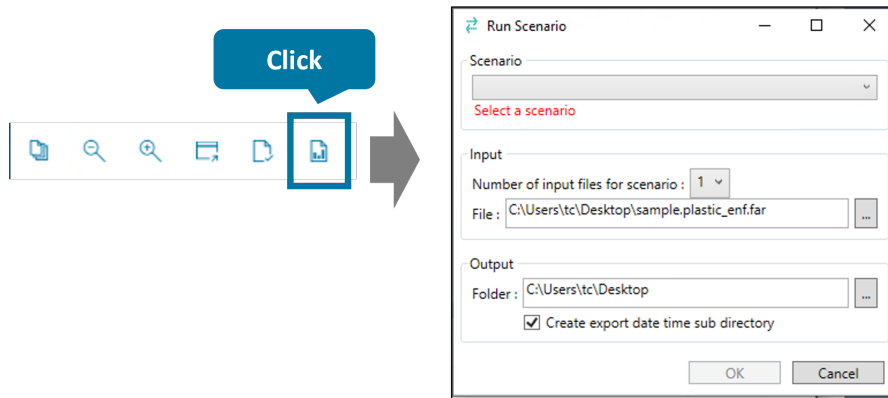 Click
Run Scenario
Scenario
Select a scenario
Input
Number of input files for scenario : 1
File : C:\Users\tc\Desktop\sample.plastic_enf.far ...
Output
Folder : C:\Users\tc\Desktop ...
Create export date time sub directory
OK Cancel